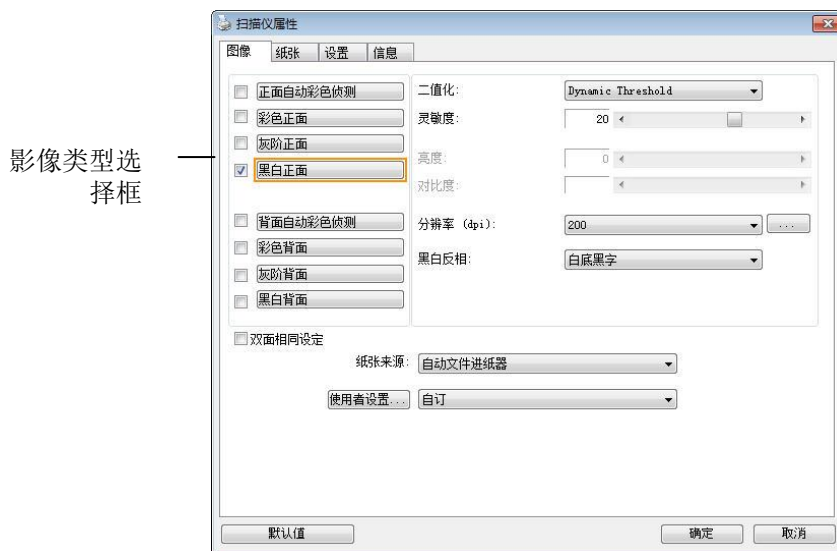 扫描仪属性
图像 纸张 设置 信息
正面自动彩色侦测
彩色正面
灰阶正面
黑白正面
背面自动彩色侦测
彩色背面
灰阶背面
黑白背面
二值化: Dynamic Threshold
灵敏度: 20
亮度: 0
对比度:
分辨率 (dpi): 200 ...
黑白反相: 白底黑字
双面相同设定
纸张来源: 自动文件进纸器
使用者设置... 自订
默认值 确定 取消
影像类型选
择框